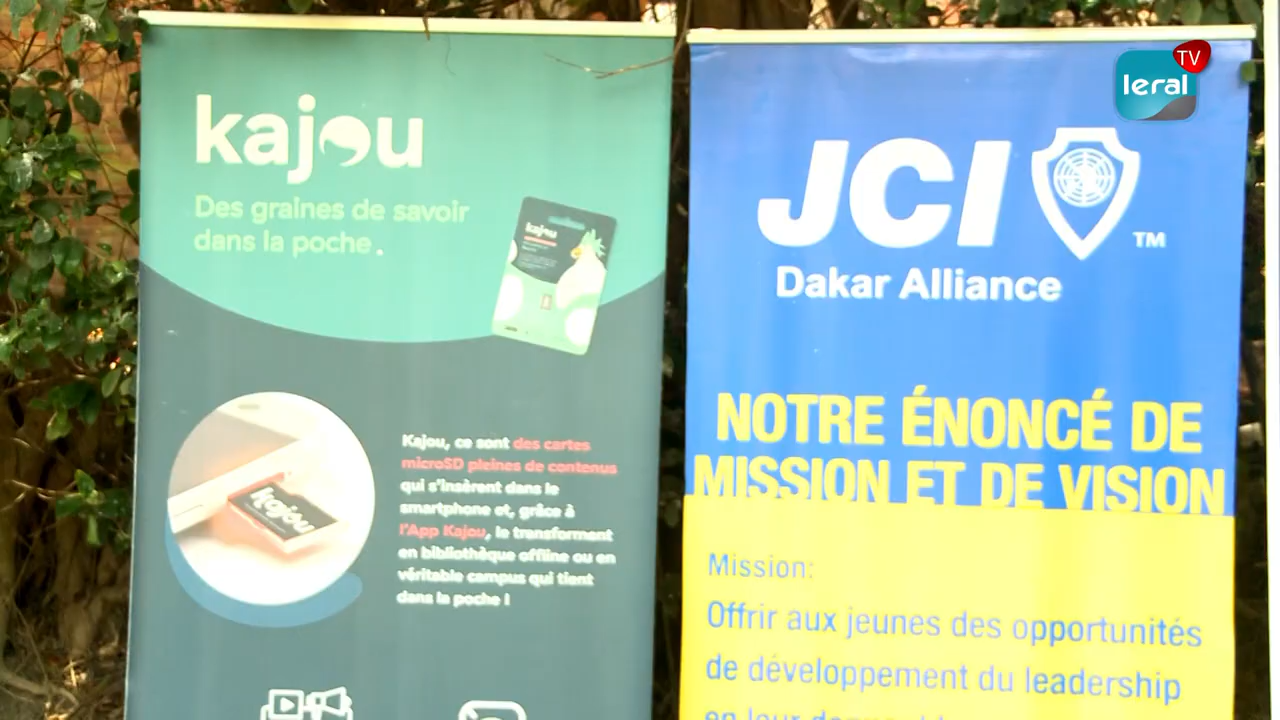 kajou
Des graines de savoir
dans la poche.
kajou
kajou
Kajou, ce sont des cartes
microSD pleines de contenus
qui s'insèrent dans le
smartphone et, grâce à
l'App Kajou, le transforment
en bibliothèque offline ou en
véritable campus qui tient
dans la poche !
leral TV
JCI TM
Dakar Alliance
NOTRE ÉNONCÉ DE
MISSION ET DE VISION
Mission:
Offrir aux jeunes des opportunités
de développement du leadership
en leur